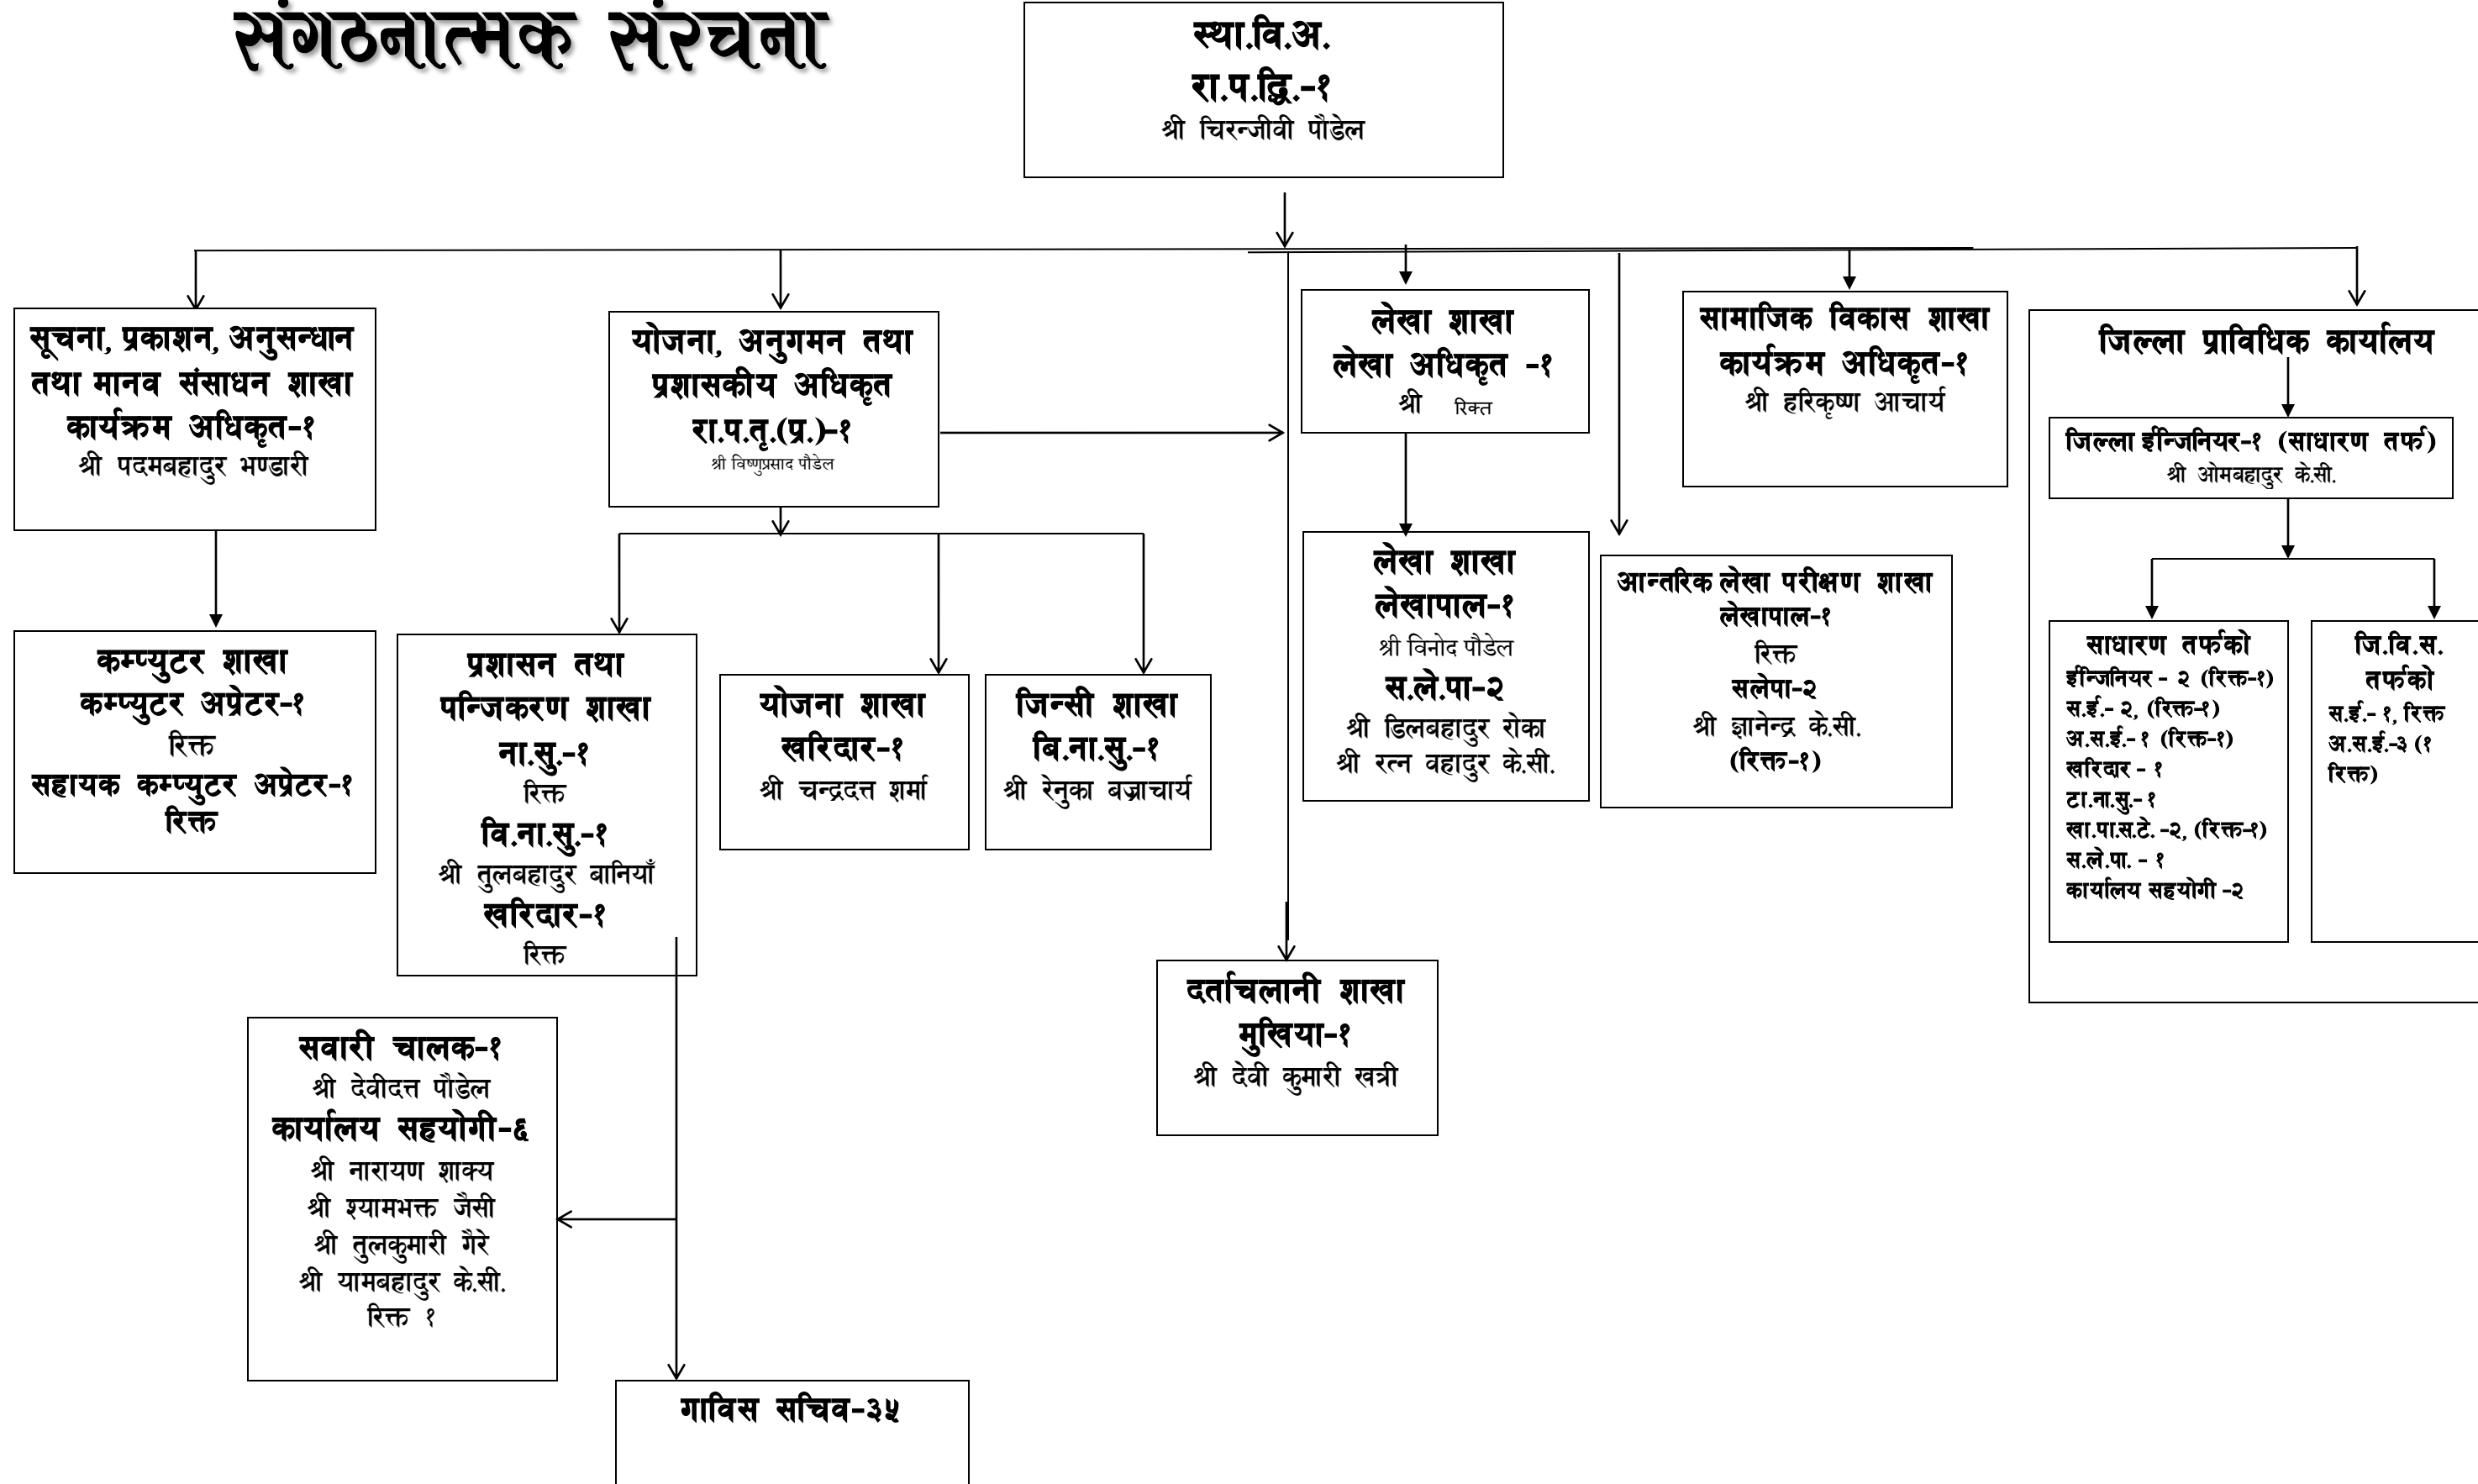 संगठनात्मक संरचना
स्था.वि.अ.
रा.प.द्वि.-१
श्री चिरन्जीवी पौडेल
सूचना, प्रकाशन, अनुसन्धान
तथा मानव संसाधन शाखा
कार्यक्रम अधिकृत-१
श्री पदमबहादुर भण्डारी
योजना, अनुगमन तथा
प्रशासकीय अधिकृत
रा.प.तृ.(प्र.)-१
श्री विष्णुप्रसाद पौडेल
लेखा शाखा
लेखा अधिकृत -१
श्री रिक्त
सामाजिक विकास शाखा
कार्यक्रम अधिकृत-१
श्री हरिकृष्ण आचार्य
जिल्ला प्राविधिक कार्यालय
जिल्ला ईन्जिनियर-१ (साधारण तर्फ)
श्री ओमबहादुर के.सी.
कम्प्युटर शाखा
कम्प्युटर अप्रेटर-१
रिक्त
सहायक कम्प्युटर अप्रेटर-१
रिक्त
प्रशासन तथा
पन्जिकरण शाखा
ना.सु.-१
रिक्त
वि.ना.सु.-१
श्री तुलबहादुर बानियाँ
खरिदार-१
रिक्त
योजना शाखा
खरिदार-१
श्री चन्द्रदत्त शर्मा
जिन्सी शाखा
बि.ना.सु.-१
श्री रेनुका बज्राचार्य
लेखा शाखा
लेखापाल-१
श्री विनोद पौडेल
स.ले.पा-२
श्री डिलबहादुर रोका
श्री रत्न वहादुर के.सी.
आन्तरिक लेखा परीक्षण शाखा
लेखापाल-१
रिक्त
सलेपा-२
श्री ज्ञानेन्द्र के.सी.
(रिक्त-१)
साधारण तर्फको
ईन्जिनियर - २ (रिक्त-१)
स.ई.- २, (रिक्त-१)
अ.स.ई.- १ (रिक्त-१)
खरिदार - १
टा.ना.सु.- १
खा.पा.स.टे. -२, (रिक्त-१)
स.ले.पा. - १
कार्यालय सहयोगी -२
जि.वि.स.
तर्फको
स.ई.- १, रिक्त
अ.स.ई.-३ (१
रिक्त)
दर्ताचलानी शाखा
मुखिया-१
श्री देवी कुमारी खत्री
सवारी चालक-१
श्री देवीदत्त पौडेल
कार्यालय सहयोगी-६
श्री नारायण शाक्य
श्री श्यामभक्त जैसी
श्री तुलकुमारी गैरे
श्री यामबहादुर के.सी.
रिक्त १
गाविस सचिव-३५